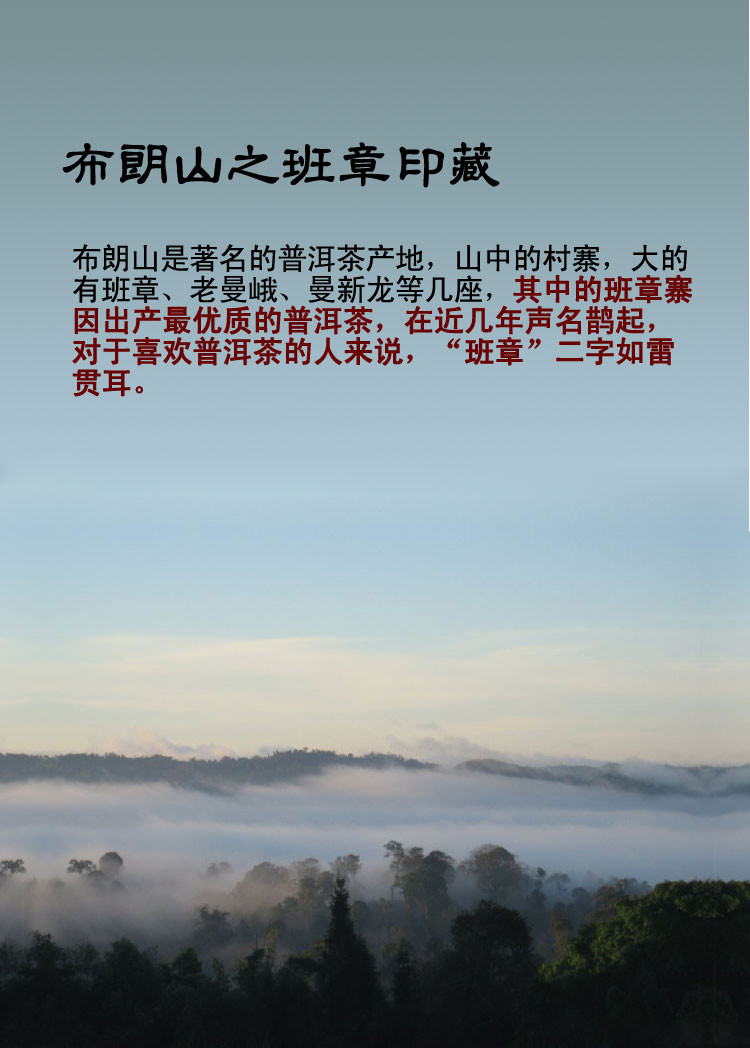 布朗山之班章印藏
布朗山是著名的普洱茶产地，山中的村寨，大的
有班章、老曼峨、曼新龙等几座，其中的班章寨
因出产最优质的普洱茶，在近几年声名鹊起，
对于喜欢普洱茶的人来说，“班章”二字如雷
贯耳。